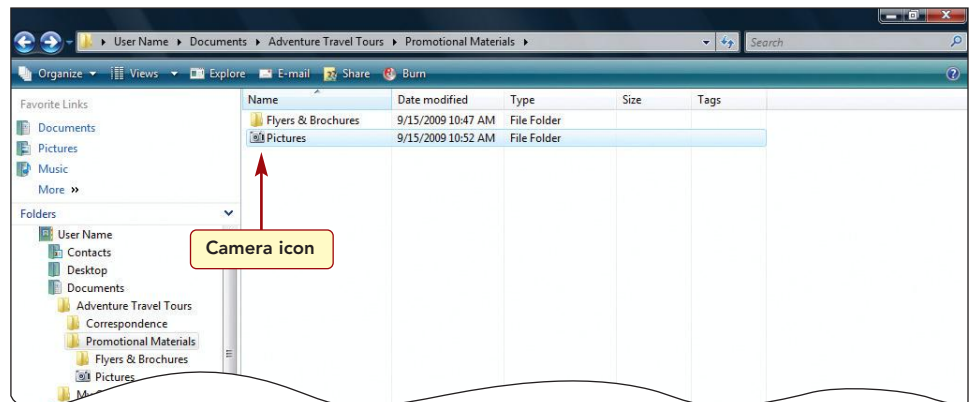 User Name ▸ Documents ▸ Adventure Travel Tours ▸ Promotional Materials ▸
Search
Organize Views Explore E-mail Share Burn
Favorite Links
Documents
Pictures
Music
More »
Folders
User Name
Contacts
Desktop
Documents
Adventure Travel Tours
Correspondence
Promotional Materials
Flyers & Brochures
Pictures
Name Date modified Type Size Tags
Flyers & Brochures 9/15/2009 10:47 AM File Folder
Pictures 9/15/2009 10:52 AM File Folder
Camera icon